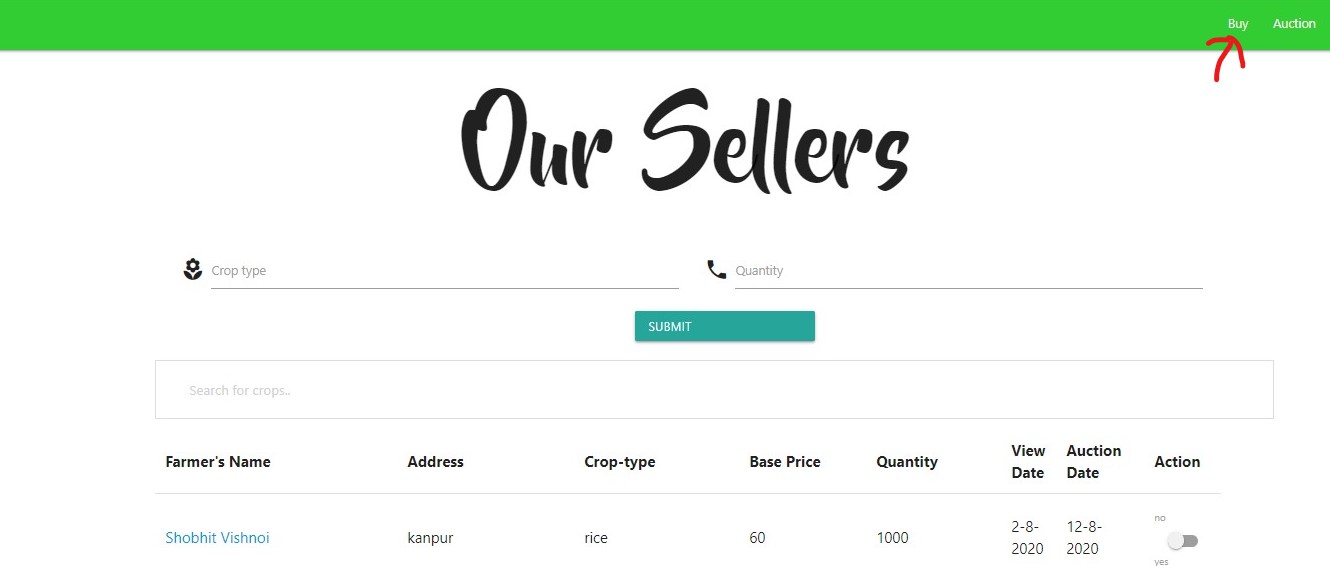 Buy Auction
Our Sellers
Crop type Quantity
SUBMIT
Search for crops..
Farmer's Name Address Crop-type Base Price Quantity View Date Auction Date Action
Shobhit Vishnoi kanpur rice 60 1000 2-8-2020 12-8-2020 no yes